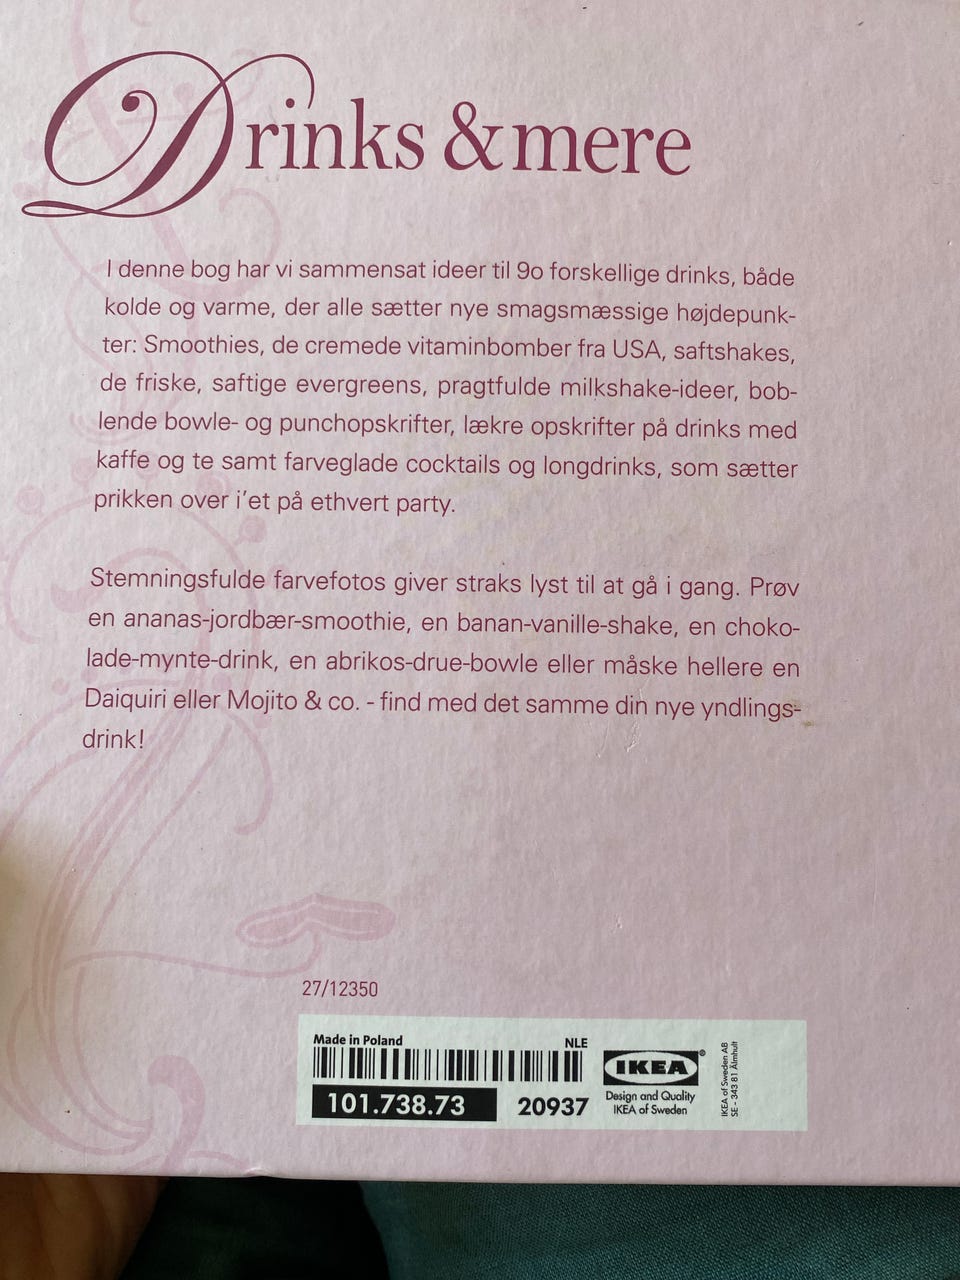 Drinks & mere
I denne bog har vi sammensat ideer til 9o forskellige drinks, både
kolde og varme, der alle sætter nye smagsmæssige højdepunk-
ter: Smoothies, de cremede vitaminbomber fra USA, saftshakes,
de friske, saftige evergreens, pragtfulde milkshake-ideer, bob-
lende bowle- og punchopskrifter, lækre opskrifter på drinks med
kaffe og te samt farveglade cocktails og longdrinks, som sætter
prikken over i'et på ethvert party.
Stemningsfulde farvefotos giver straks lyst til at gå i gang. Prøv
en ananas-jordbær-smoothie, en banan-vanille-shake, en choko-
lade-mynte-drink, en abrikos-drue-bowle eller måske hellere en
Daiquiri eller Mojito & co. - find med det samme din nye yndlings-
drink!
27/12350
Made in Poland NLE
101.738.73 20937
IKEA®
Design and Quality
IKEA of Sweden
IKEA of Sweden AB
SE - 343 81 Älmhult